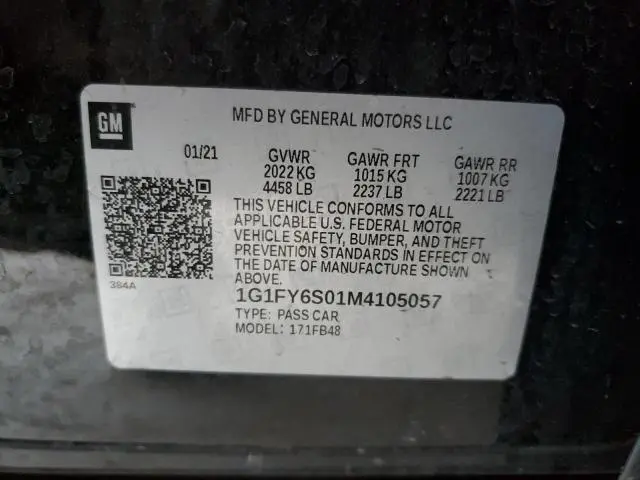 GM
MFD BY GENERAL MOTORS LLC
01/21 GVWR GAWR FRT GAWR RR
2022 KG 1015 KG 1007 KG
4458 LB 2237 LB 2221 LB
THIS VEHICLE CONFORMS TO ALL
APPLICABLE U.S. FEDERAL MOTOR
VEHICLE SAFETY, BUMPER, AND THEFT
PREVENTION STANDARDS IN EFFECT ON
THE DATE OF MANUFACTURE SHOWN
ABOVE.
384A
1G1FY6S01M4105057
TYPE: PASS CAR
MODEL: 171FB48